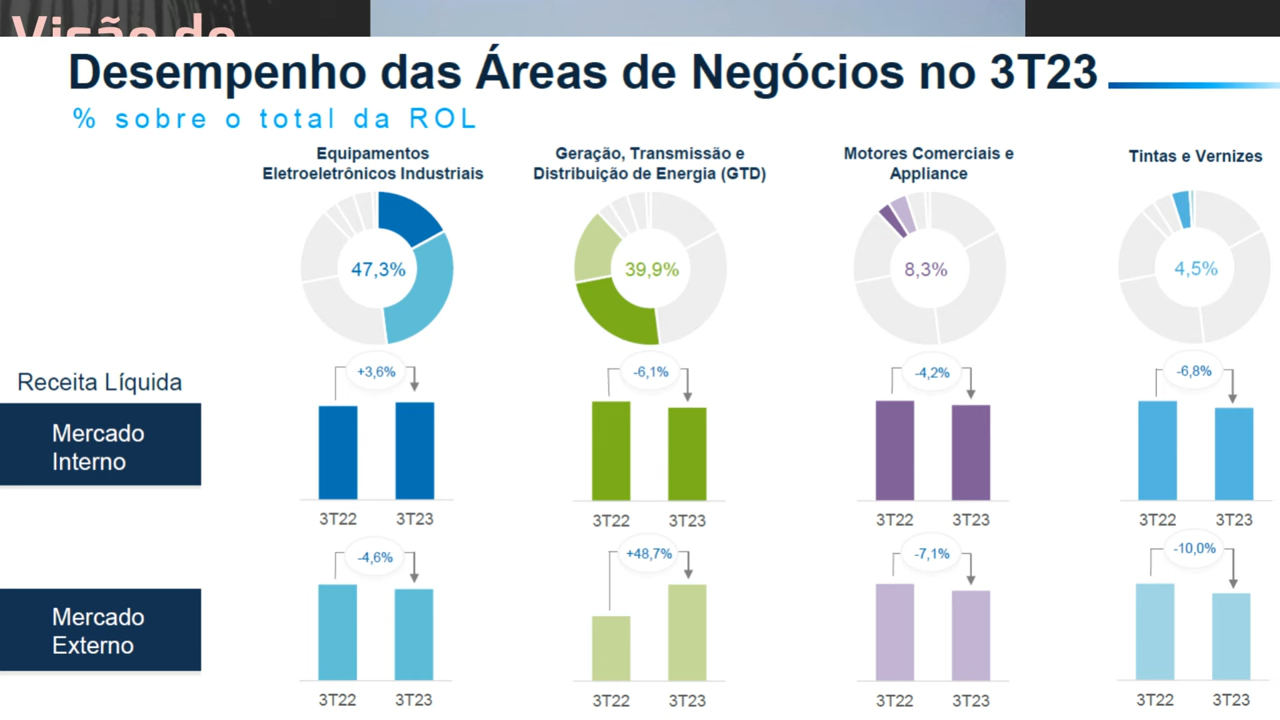 Visão do
Desempenho das Áreas de Negócios no 3T23
% sobre o total da ROL
Equipamentos
Eletroeletrônicos Industriais
Geração, Transmissão e
Distribuição de Energia (GTD)
Motores Comerciais e
Appliance
Tintas e Vernizes
47,3%
39,9%
8,3%
4,5%
Receita Líquida
Mercado
Interno
+3,6%
-6,1%
-4,2%
-6,8%
3T22 3T23
3T22 3T23
3T22 3T23
3T22 3T23
Mercado
Externo
-4,6%
+48,7%
-7,1%
-10,0%
3T22 3T23
3T22 3T23
3T22 3T23
3T22 3T23